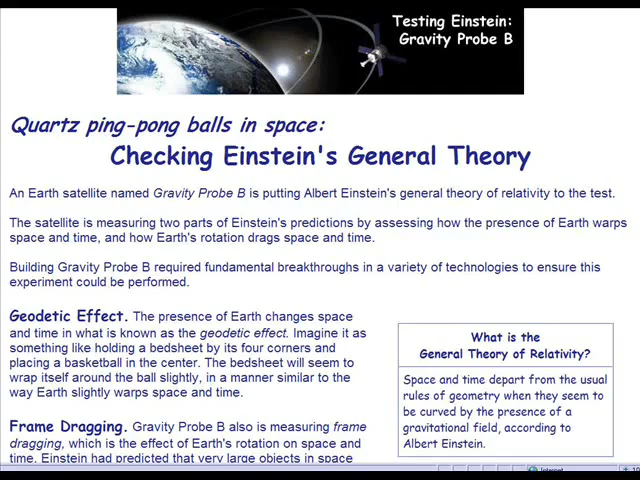 Testing Einstein:
Gravity Probe B
Quartz ping-pong balls in space:
Checking Einstein's General Theory
An Earth satellite named Gravity Probe B is putting Albert Einstein's general theory of relativity to the test.
The satellite is measuring two parts of Einstein's predictions by assessing how the presence of Earth warps
space and time, and how Earth's rotation drags space and time.
Building Gravity Probe B required fundamental breakthroughs in a variety of technologies to ensure this
experiment could be performed.
Geodetic Effect. The presence of Earth changes space
and time in what is known as the geodetic effect. Imagine it as
something like holding a bedsheet by its four corners and
placing a basketball in the center. The bedsheet will seem to
wrap itself around the ball slightly, in a manner similar to the
way Earth slightly warps space and time.
Frame Dragging. Gravity Probe B also is measuring frame
dragging, which is the effect of Earth's rotation on space and
time. Einstein had predicted that very large objects in space
What is the
General Theory of Relativity?
Space and time depart from the usual
rules of geometry when they seem to
be curved by the presence of a
gravitational field, according to
Albert Einstein.
Internet